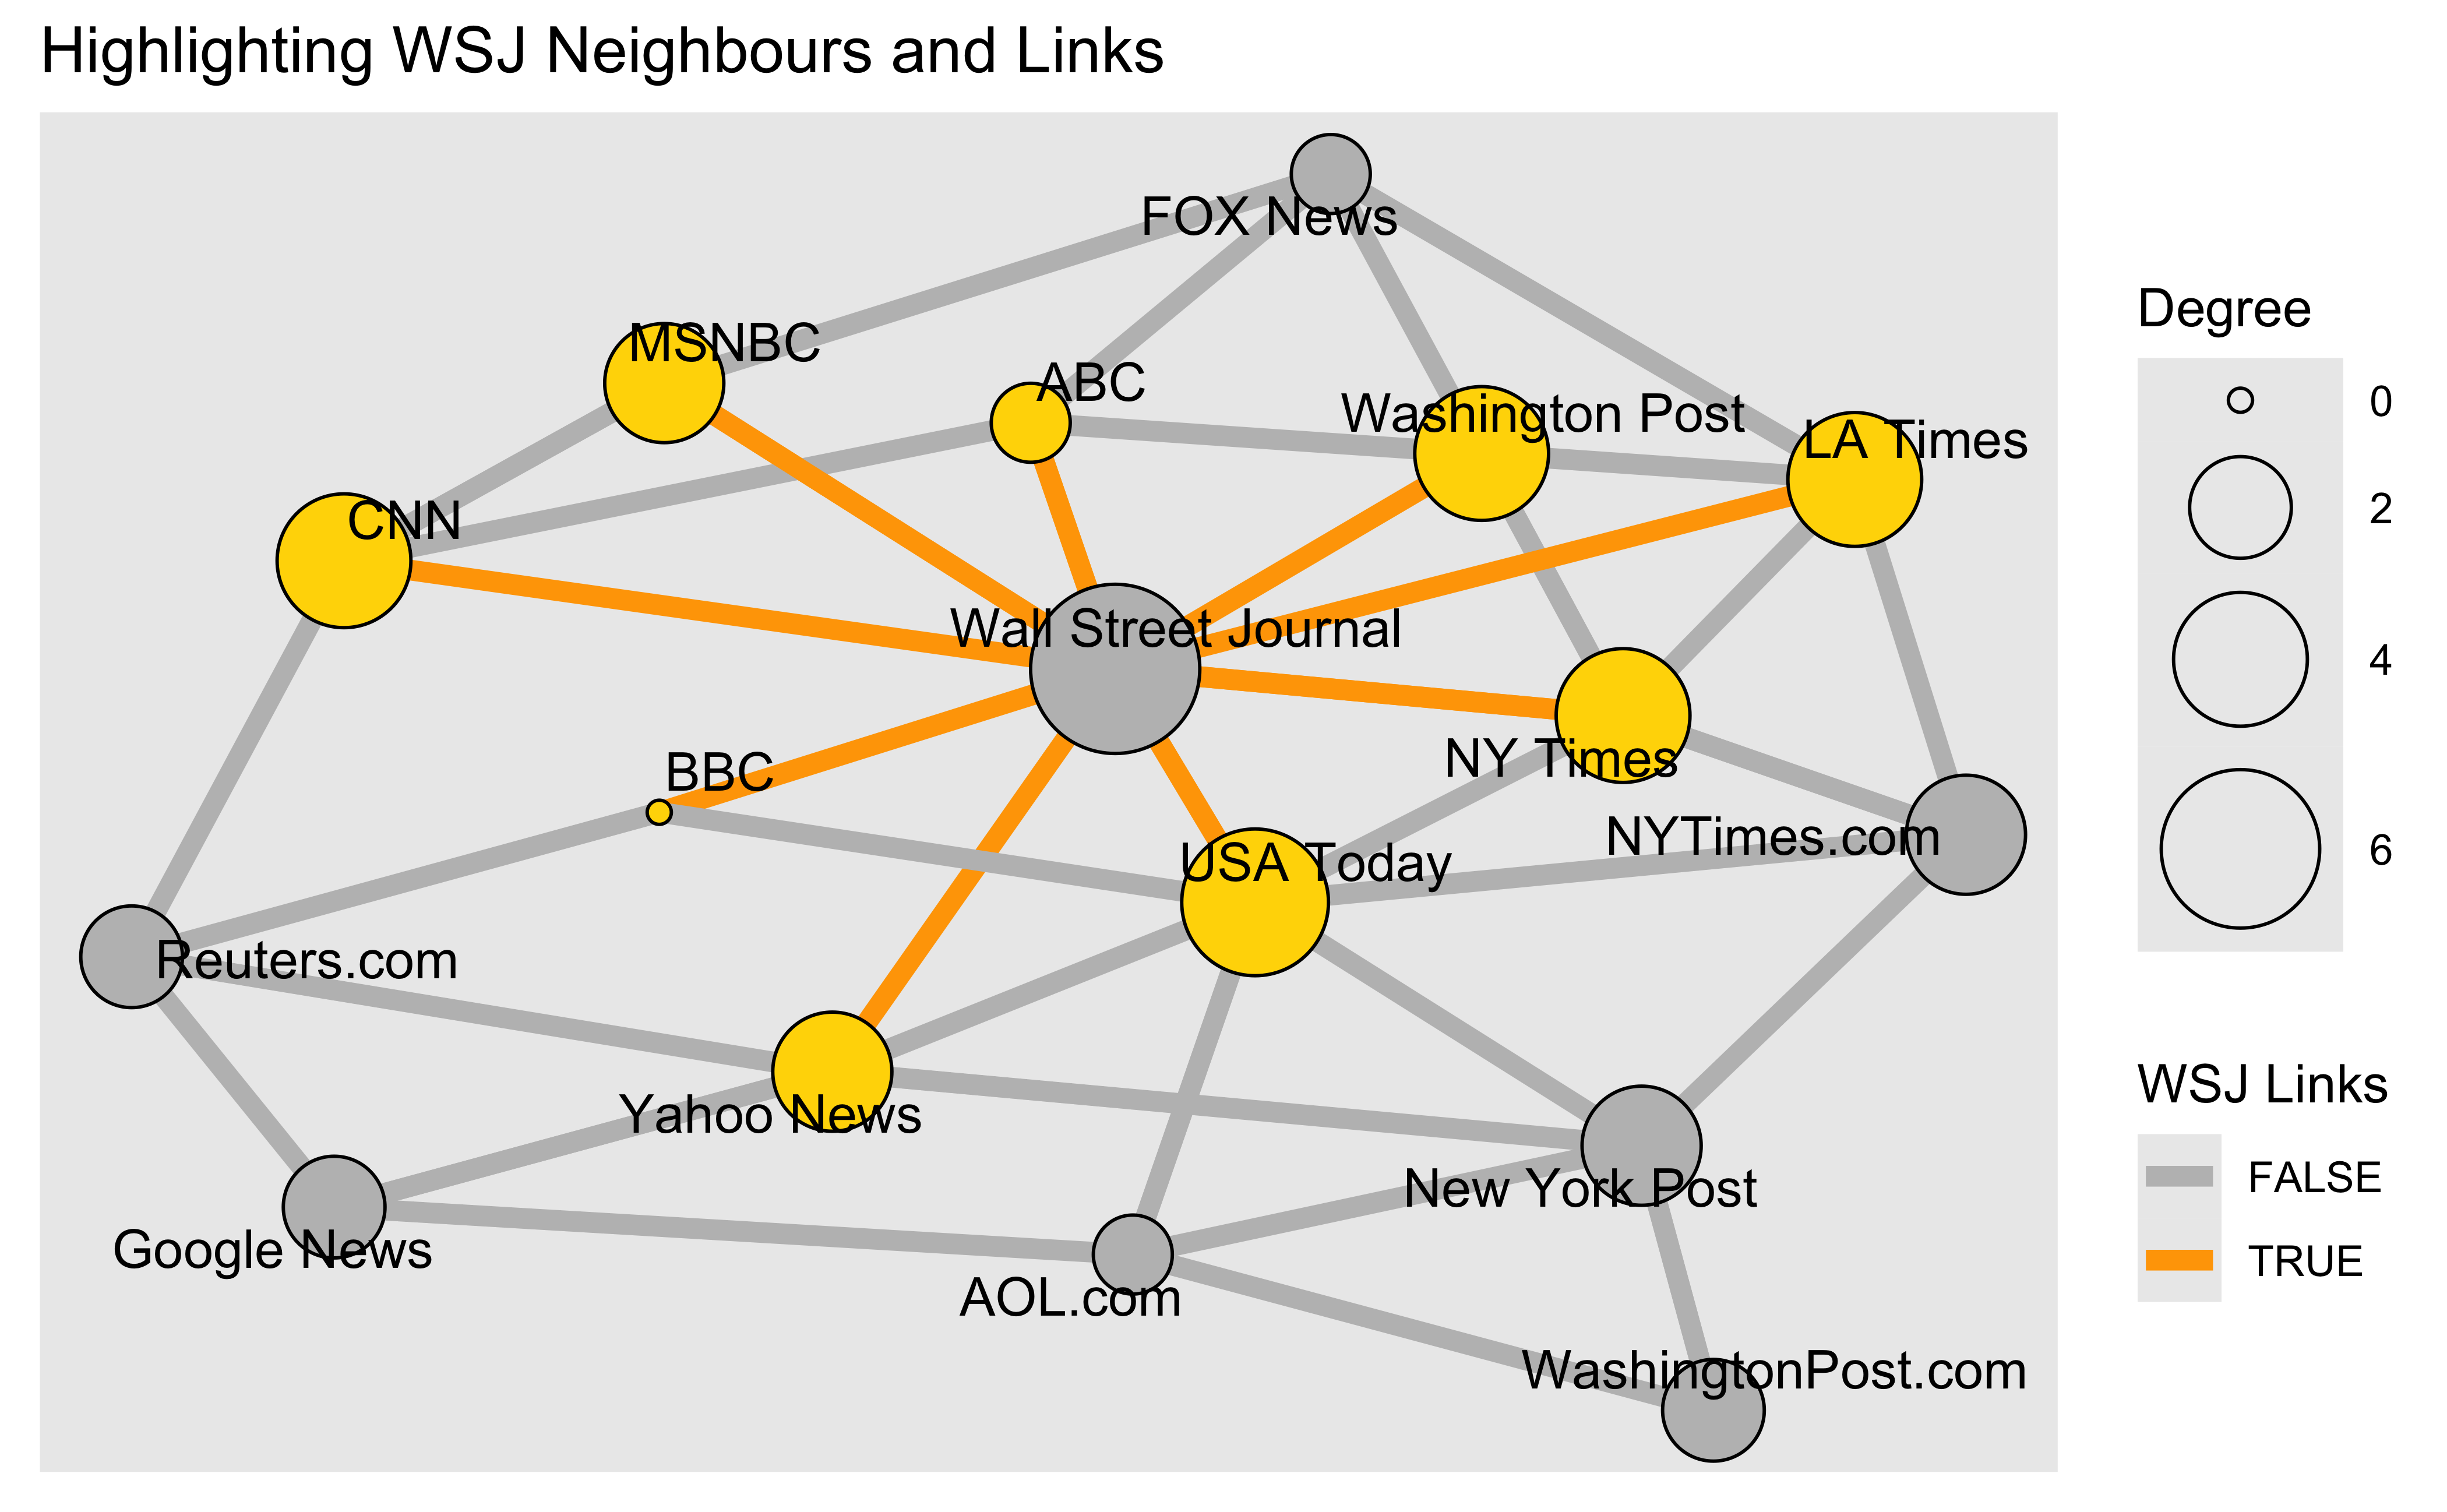 Highlighting WSJ Neighbours and Links
FOX News
MSNBC
ABC
Washington Post
LA Times
CNN
Wall Street Journal
BBC
NY Times
NYTimes.com
USA Today
Reuters.com
Yahoo News
New York Post
Google News
AOL.com
WashingtonPost.com
Degree
0
2
4
6
WSJ Links
FALSE
TRUE